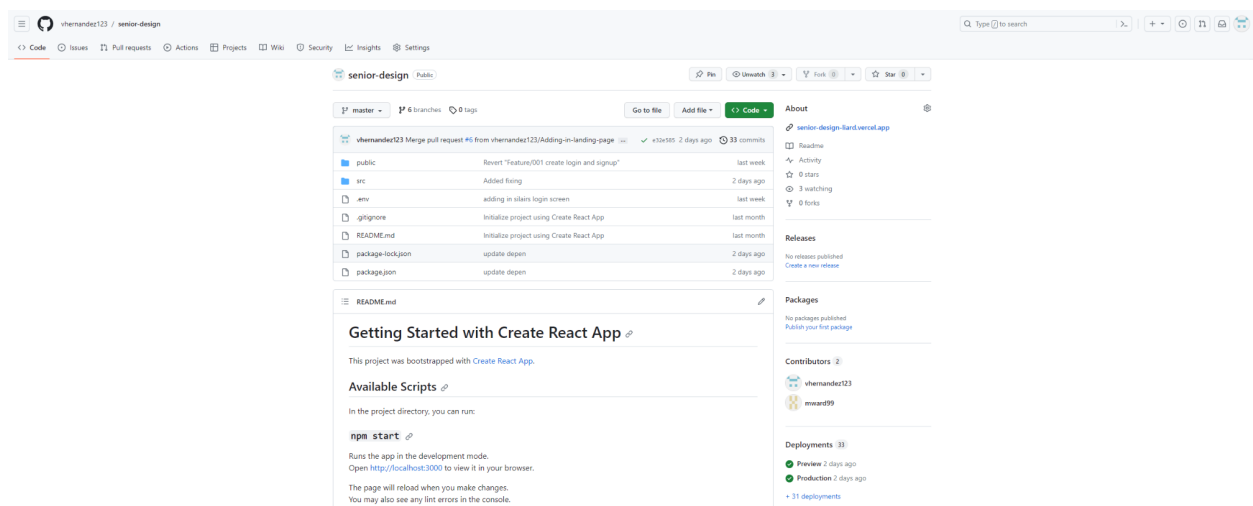 vhernandez123 / senior-design
Type / to search
Code Issues Pull requests Actions Projects Wiki Security Insights Settings
senior-design Public
Pin Unwatch 3 Fork 0 Star 0
master 6 branches 0 tags
Go to file Add file Code
vhernandez123 Merge pull request #6 from vhernandez123/Adding-in-landing-page ... e32e585 2 days ago 33 commits
public Revert "Feature/001 create login and signup" last week
src Added fixing 2 days ago
.env adding in silairs login screen last week
.gitignore Initialize project using Create React App last month
README.md Initialize project using Create React App last month
package-lock.json update depen 2 days ago
package.json update depen 2 days ago
README.md
Getting Started with Create React App
This project was bootstrapped with Create React App.
Available Scripts
In the project directory, you can run:
npm start
Runs the app in the development mode.
Open http://localhost:3000 to view it in your browser.
The page will reload when you make changes.
You may also see any lint errors in the console.
About
senior-design-liard.vercel.app
Readme
Activity
0 stars
3 watching
0 forks
Releases
No releases published
Create a new release
Packages
No packages published
Publish your first package
Contributors 2
vhernandez123
mward99
Deployments 33
Preview 2 days ago
Production 2 days ago
+ 31 deployments